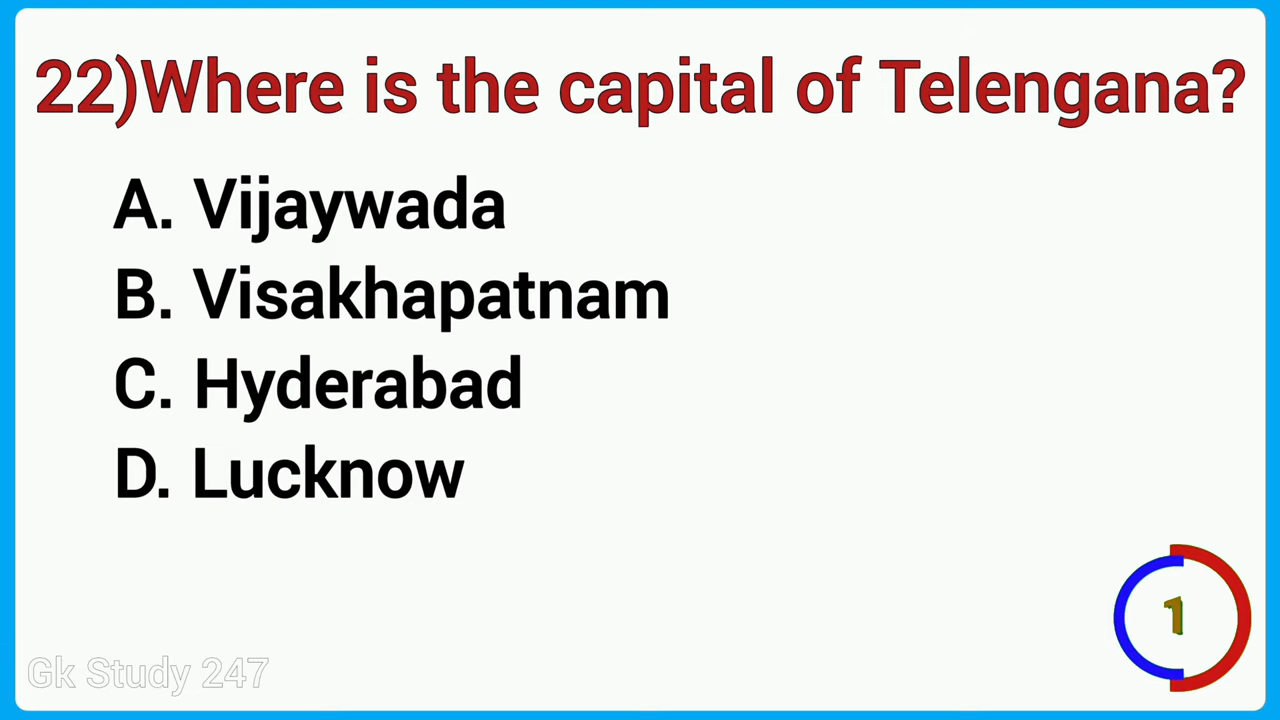 22)Where is the capital of Telengana?
A. Vijaywada
B. Visakhapatnam
C. Hyderabad
D. Lucknow
1
Gk Study 247